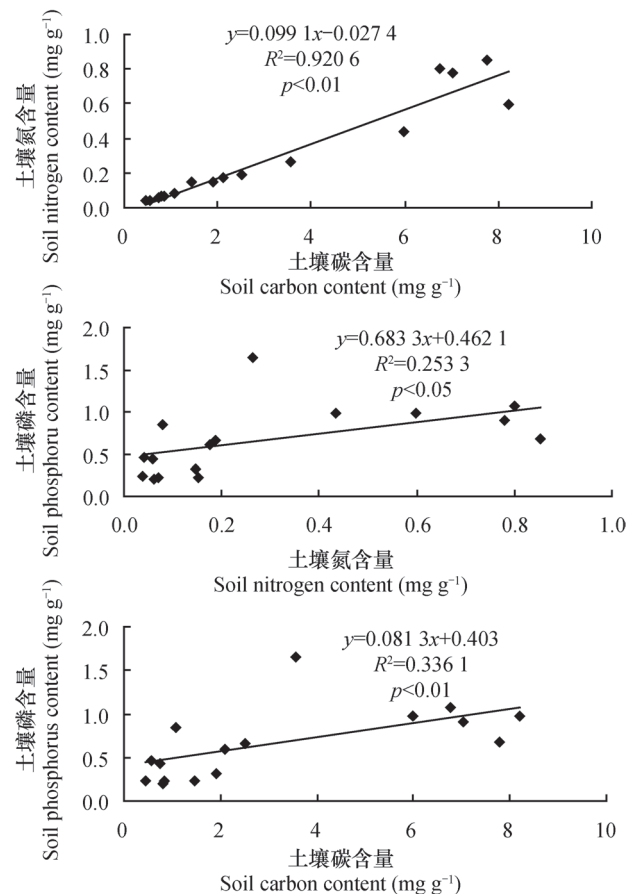 y=0.099 1x−0.027 4
R²=0.920 6
p<0.01
土壤氮含量
Soil nitrogen content (mg g⁻¹)
1.0
0.8
0.6
0.4
0.2
0.0
0 2 4 6 8 10
土壤碳含量
Soil carbon content (mg g⁻¹)
y=0.683 3x+0.462 1
R²=0.253 3
p<0.05
土壤磷含量
Soil phosphoru content (mg g⁻¹)
2.0
1.5
1.0
0.5
0.0
0.0 0.2 0.4 0.6 0.8 1.0
土壤氮含量
Soil nitrogen content (mg g⁻¹)
y=0.081 3x+0.403
R²=0.336 1
p<0.01
土壤磷含量
Soil phosphorus content (mg g⁻¹)
2.0
1.5
1.0
0.5
0.0
0 2 4 6 8 10
土壤碳含量
Soil carbon content (mg g⁻¹)